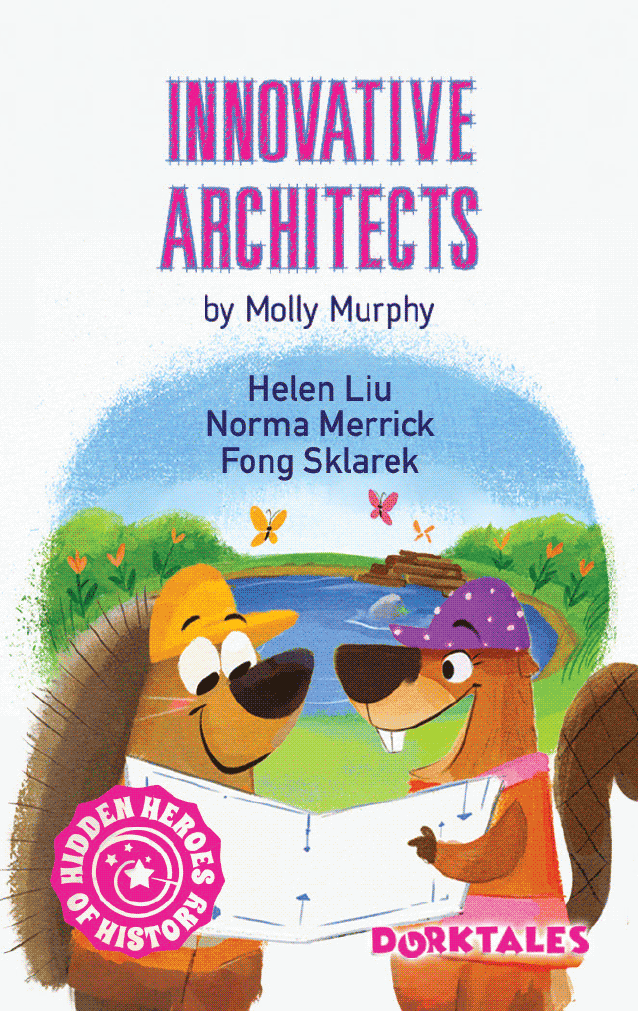 INNOVATIVE
ARCHITECTS
by Molly Murphy
Helen Liu
Norma Merrick
Fong Sklarek
HIDDEN HEROES
OF HISTORY
DORKTALES